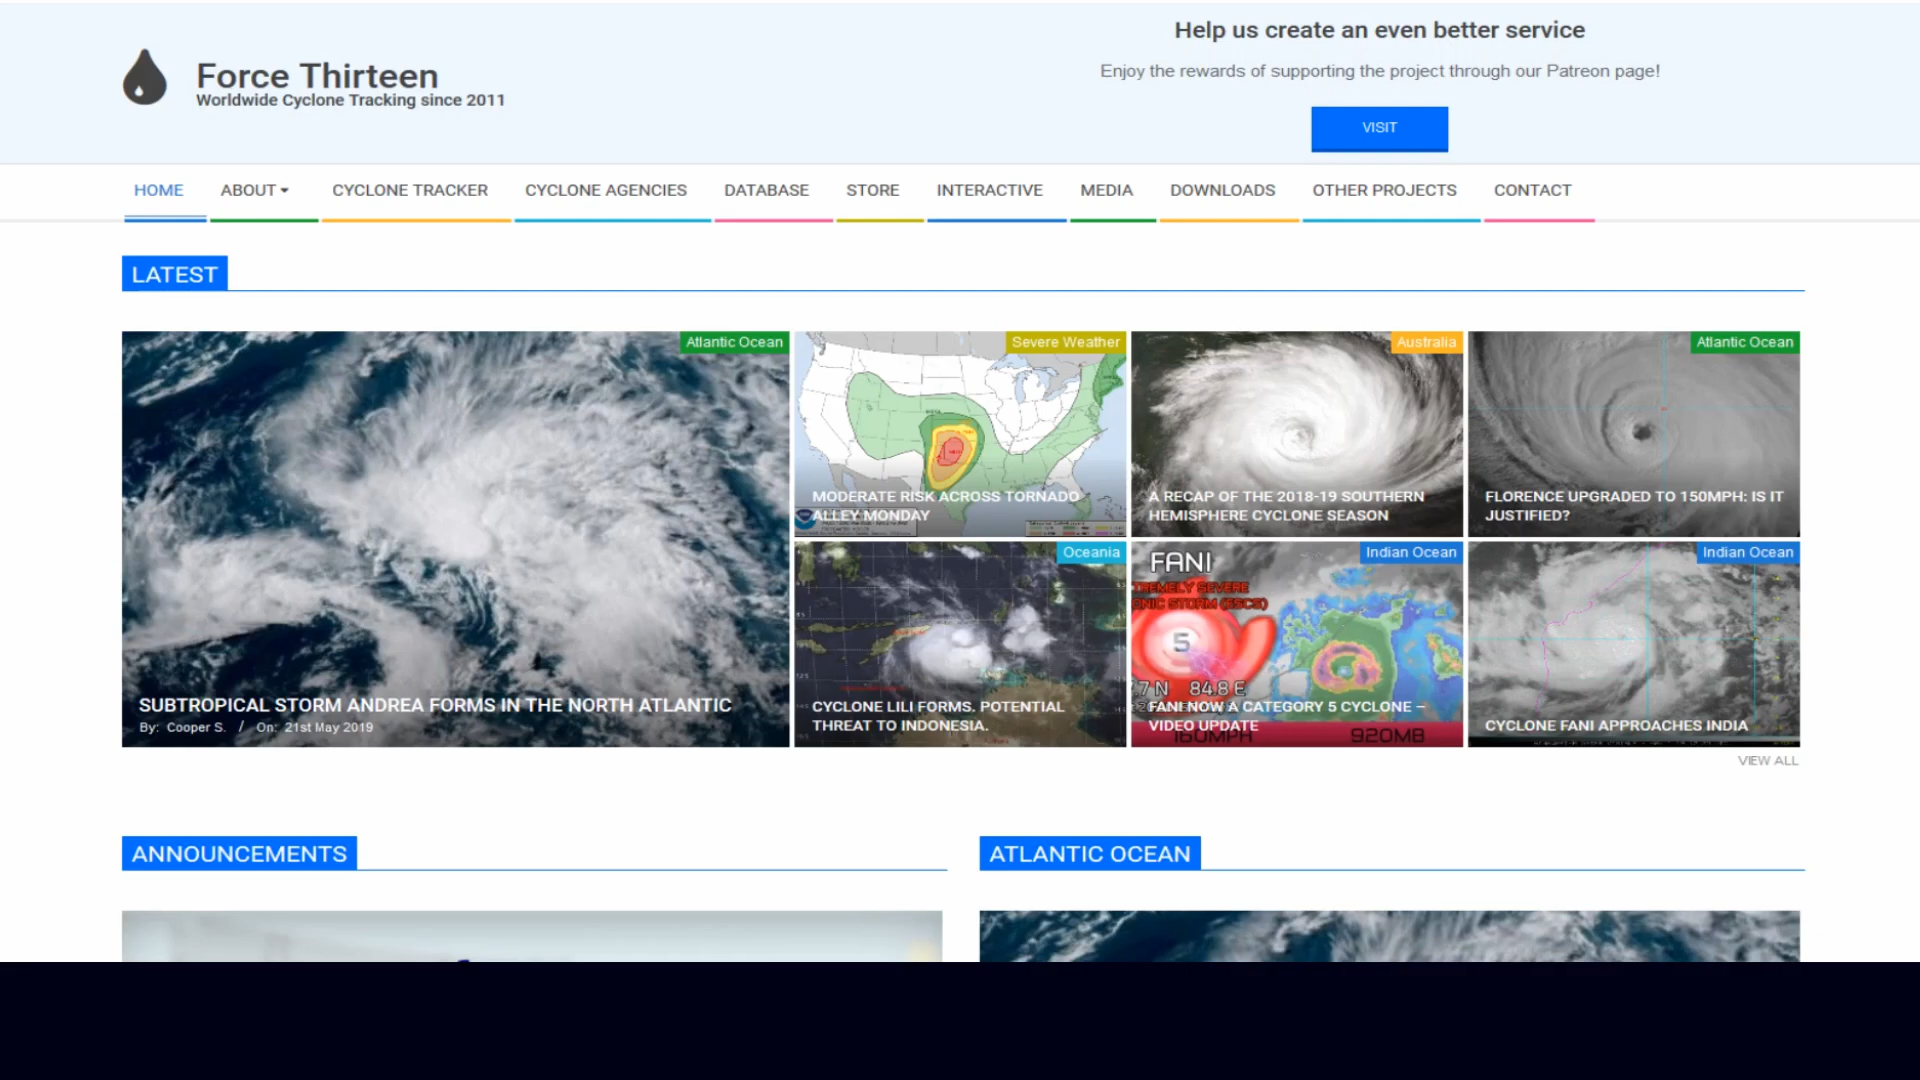 Help us create an even better service
Force Thirteen
Worldwide Cyclone Tracking since 2011
Enjoy the rewards of supporting the project through our Patreon page!
VISIT
HOME ABOUT CYCLONE TRACKER CYCLONE AGENCIES DATABASE STORE INTERACTIVE MEDIA DOWNLOADS OTHER PROJECTS CONTACT
LATEST
Atlantic Ocean
SUBTROPICAL STORM ANDREA FORMS IN THE NORTH ATLANTIC
By: Cooper S. / On: 21st May 2019
Severe Weather
MODERATE RISK ACROSS TORNADO
ALLEY MONDAY
Australia
A RECAP OF THE 2018-19 SOUTHERN
HEMISPHERE CYCLONE SEASON
Atlantic Ocean
FLORENCE UPGRADED TO 150MPH: IS IT
JUSTIFIED?
Oceania
CYCLONE LILI FORMS. POTENTIAL
THREAT TO INDONESIA.
Indian Ocean
FANI
TREMELY SEVERE
ONIC STORM (ESCS)
5
.7 N 84.8 E
FANI NOW A CATEGORY 5 CYCLONE –
VIDEO UPDATE
160MPH 920MB
Indian Ocean
CYCLONE FANI APPROACHES INDIA
VIEW ALL
ANNOUNCEMENTS
ATLANTIC OCEAN